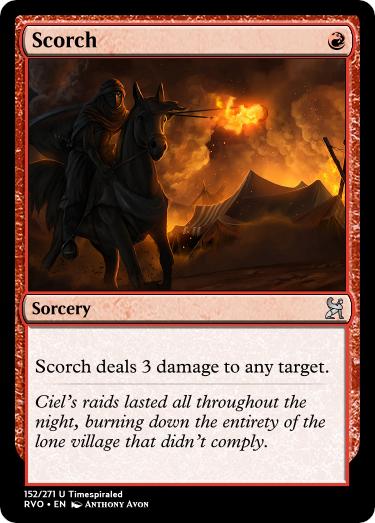 Scorch
Sorcery
Scorch deals 3 damage to any target.
Ciel's raids lasted all throughout the
night, burning down the entirety of the
lone village that didn't comply.
152/271 U Timespiraled
RVO • EN Anthony Avon